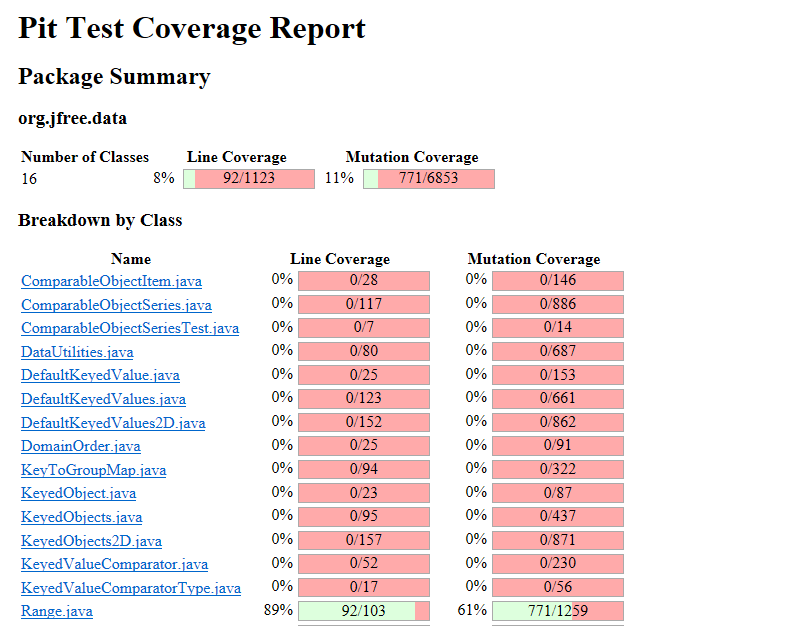 Pit Test Coverage Report
Package Summary
org.jfree.data
Number of Classes Line Coverage Mutation Coverage
16 8% 92/1123 11% 771/6853
Breakdown by Class
Name Line Coverage Mutation Coverage
ComparableObjectItem.java 0% 0/28 0% 0/146
ComparableObjectSeries.java 0% 0/117 0% 0/886
ComparableObjectSeriesTest.java 0% 0/7 0% 0/14
DataUtilities.java 0% 0/80 0% 0/687
DefaultKeyedValue.java 0% 0/25 0% 0/153
DefaultKeyedValues.java 0% 0/123 0% 0/661
DefaultKeyedValues2D.java 0% 0/152 0% 0/862
DomainOrder.java 0% 0/25 0% 0/91
KeyToGroupMap.java 0% 0/94 0% 0/322
KeyedObject.java 0% 0/23 0% 0/87
KeyedObjects.java 0% 0/95 0% 0/437
KeyedObjects2D.java 0% 0/157 0% 0/871
KeyedValueComparator.java 0% 0/52 0% 0/230
KeyedValueComparatorType.java 0% 0/17 0% 0/56
Range.java 89% 92/103 61% 771/1259